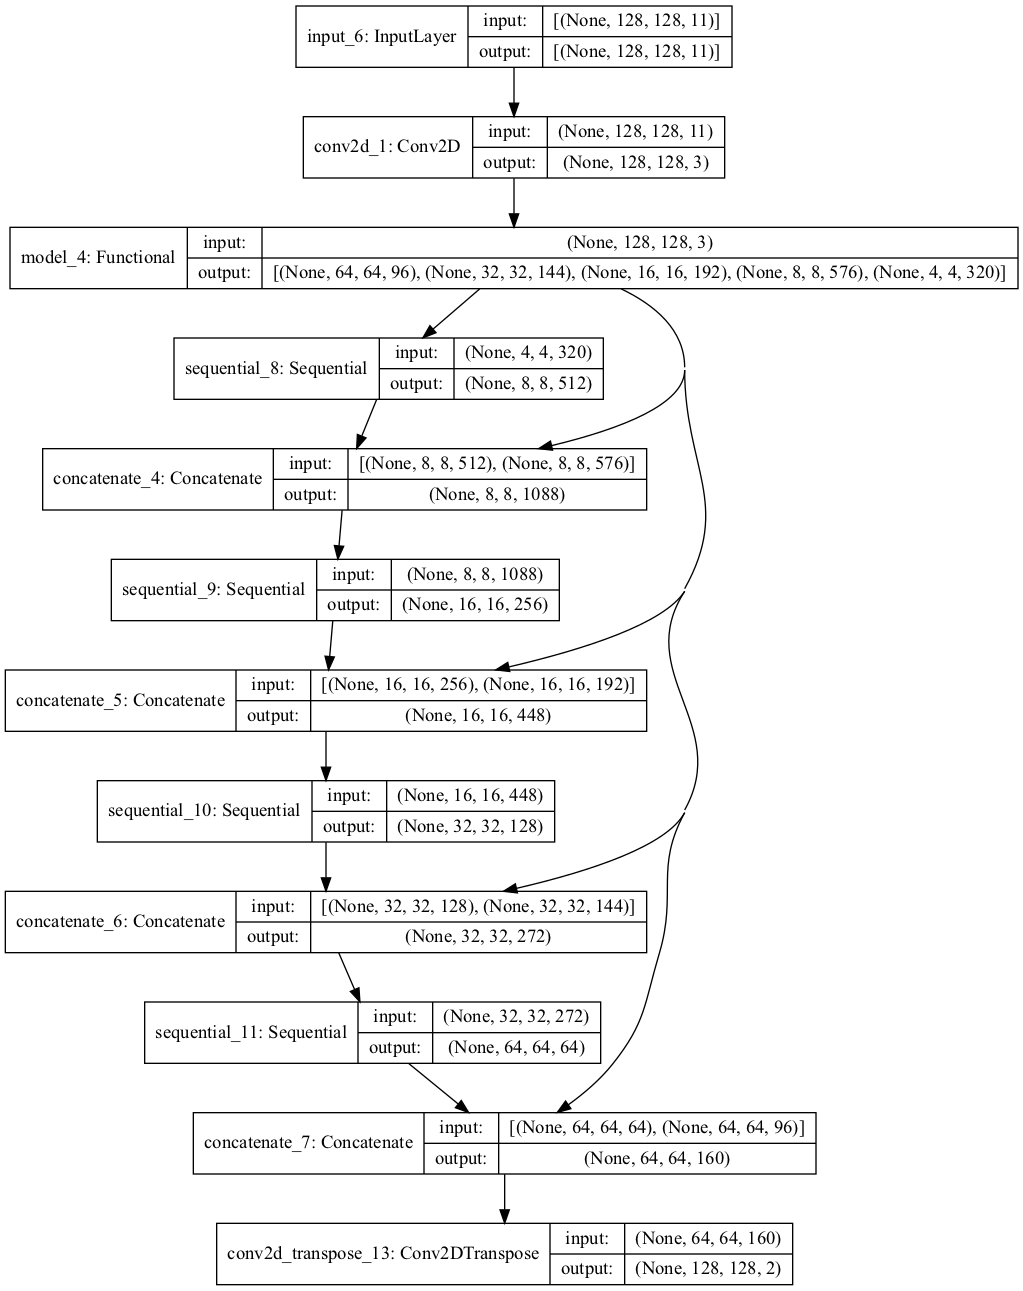 input_6: InputLayer
input: [(None, 128, 128, 11)]
output: [(None, 128, 128, 11)]
conv2d_1: Conv2D
input: (None, 128, 128, 11)
output: (None, 128, 128, 3)
model_4: Functional
input: (None, 128, 128, 3)
output: [(None, 64, 64, 96), (None, 32, 32, 144), (None, 16, 16, 192), (None, 8, 8, 576), (None, 4, 4, 320)]
sequential_8: Sequential
input: (None, 4, 4, 320)
output: (None, 8, 8, 512)
concatenate_4: Concatenate
input: [(None, 8, 8, 512), (None, 8, 8, 576)]
output: (None, 8, 8, 1088)
sequential_9: Sequential
input: (None, 8, 8, 1088)
output: (None, 16, 16, 256)
concatenate_5: Concatenate
input: [(None, 16, 16, 256), (None, 16, 16, 192)]
output: (None, 16, 16, 448)
sequential_10: Sequential
input: (None, 16, 16, 448)
output: (None, 32, 32, 128)
concatenate_6: Concatenate
input: [(None, 32, 32, 128), (None, 32, 32, 144)]
output: (None, 32, 32, 272)
sequential_11: Sequential
input: (None, 32, 32, 272)
output: (None, 64, 64, 64)
concatenate_7: Concatenate
input: [(None, 64, 64, 64), (None, 64, 64, 96)]
output: (None, 64, 64, 160)
conv2d_transpose_13: Conv2DTranspose
input: (None, 64, 64, 160)
output: (None, 128, 128, 2)